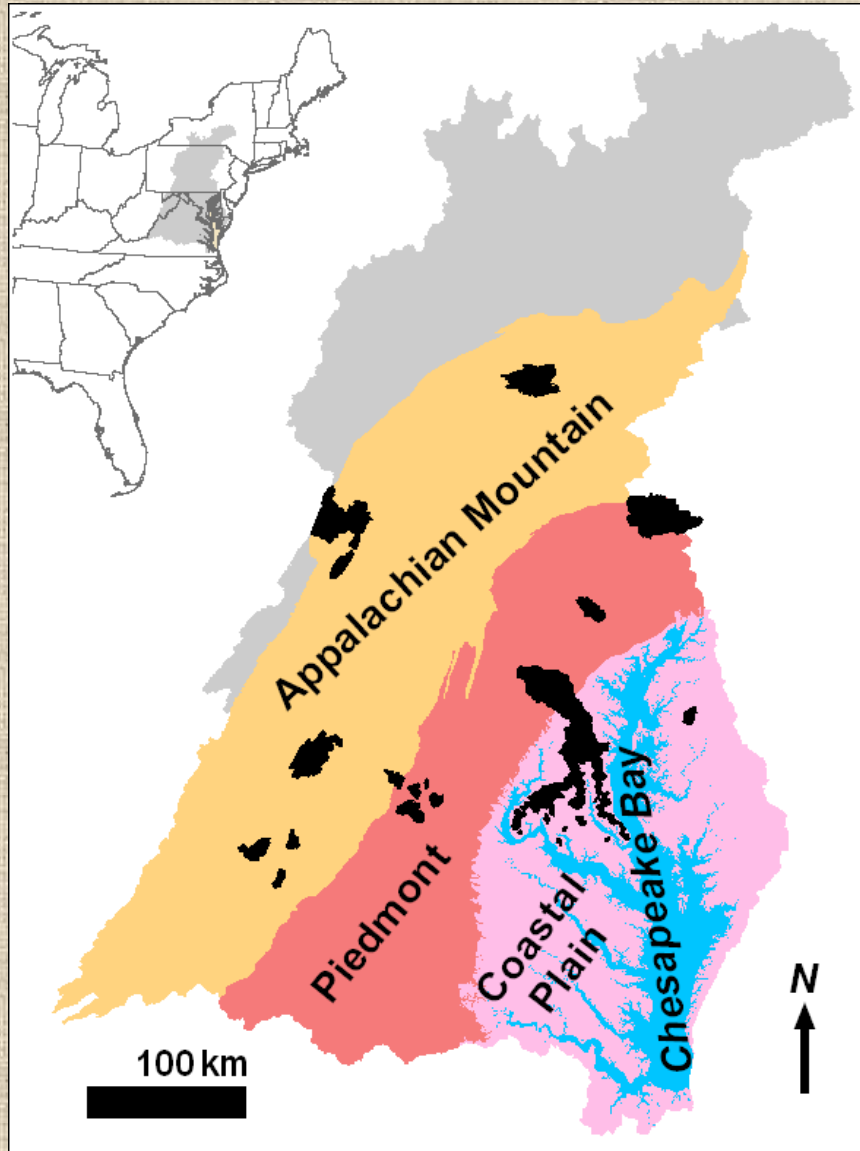 Appalachian Mountain
Piedmont
Coastal
Plain
Chesapeake Bay
N
100 km